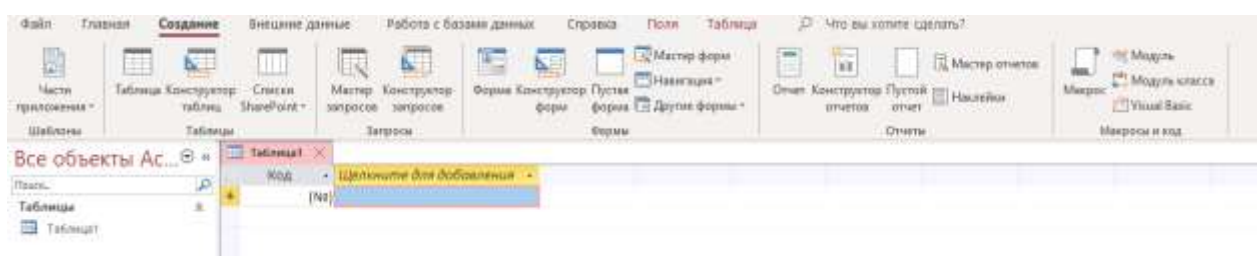 Файл Главная Создание Внешние данные Работа с базами данных Справка Поля Таблица Что вы хотите сделать?
Части приложения
Таблица Конструктор таблиц Списки SharePoint
Мастер запросов Конструктор запросов
Форма Конструктор форм Пустая форма
Мастер форм
Навигация
Другие формы
Отчет Конструктор отчетов Пустой отчет
Мастер отчетов
Наклейки
Макрос
Модуль
Модуль класса
Visual Basic
Шаблоны Таблицы Запросы Формы Отчеты Макросы и код
Все объекты Ac...
Поиск...
Таблицы
Таблица1
Таблица1
Код Щелкните для добавления
(№)